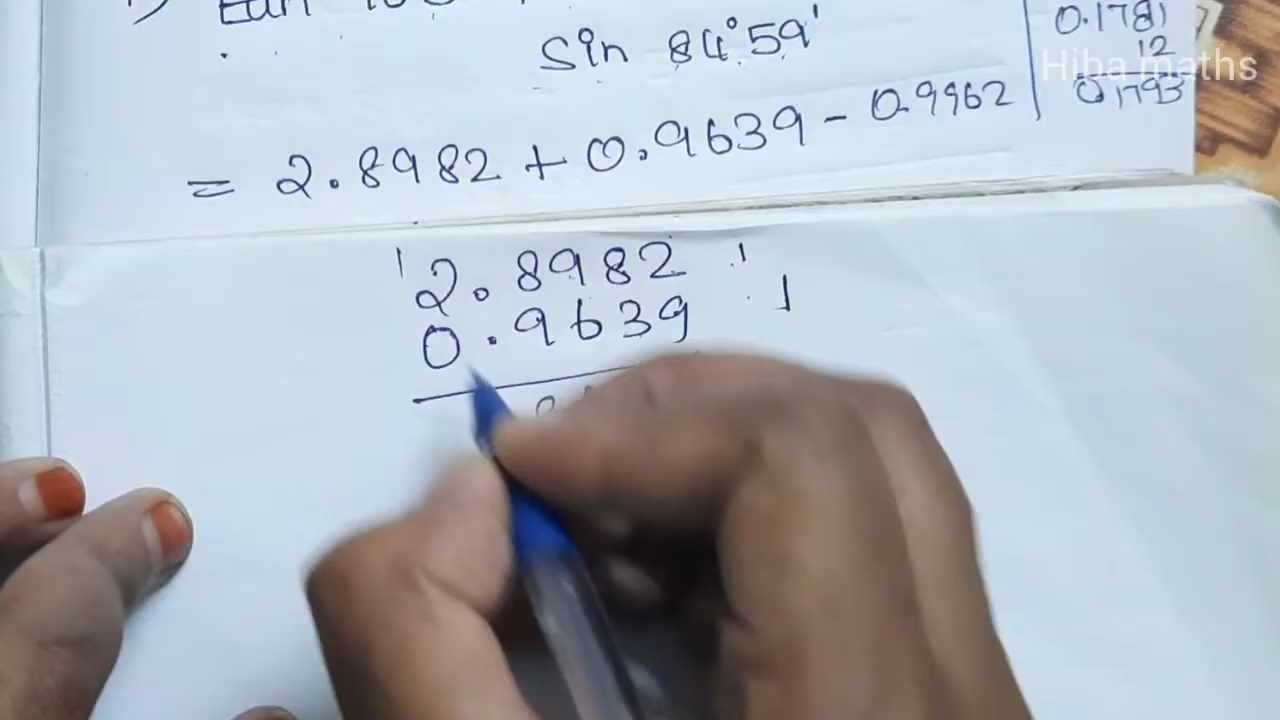 Sin 84°59'
0.1781
12
0.1793
Hiba maths
= 2.8982 + 0.9639 - 0.9962
2.8982
0.9639